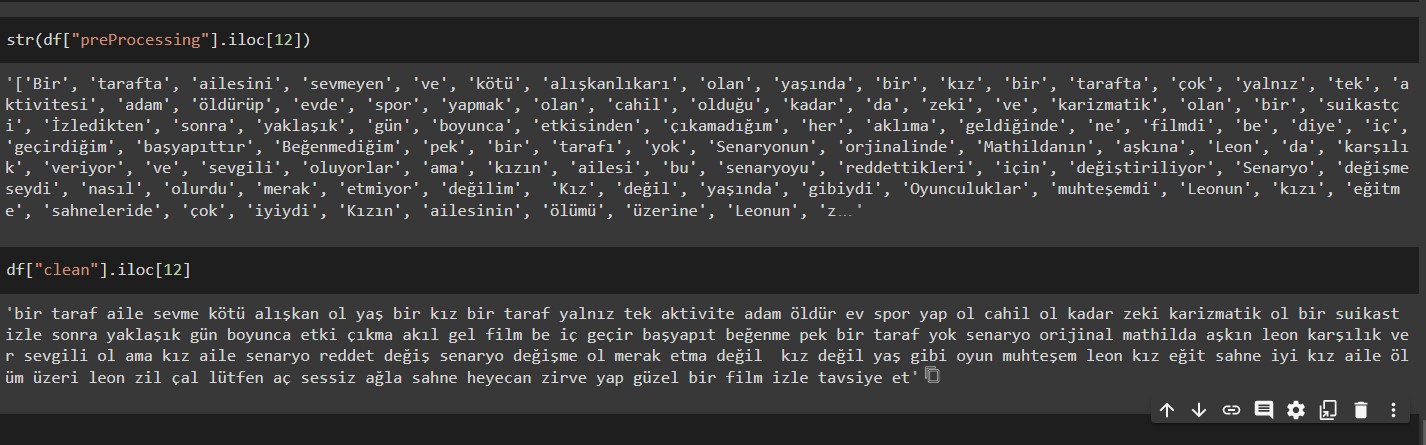 str(df["preProcessing"].iloc[12])
'['Bir', 'tarafta', 'ailesini', 'sevmeyen', 've', 'kötü', 'alışkanlıkarı', 'olan', 'yaşında', 'bir', 'kız', 'bir', 'tarafta', 'çok', 'yalnız', 'tek', 'a
ktivitesi', 'adam', 'öldürüp', 'evde', 'spor', 'yapmak', 'olan', 'cahil', 'olduğu', 'kadar', 'da', 'zeki', 've', 'karizmatik', 'olan', 'bir', 'suikastç
i', 'İzledikten', 'sonra', 'yaklaşık', 'gün', 'boyunca', 'etkisinden', 'çıkamadığım', 'her', 'aklıma', 'geldiğinde', 'ne', 'filmdi', 'be', 'diye', 'iç',
'geçirdiğim', 'başyapıttır', 'Beğenmediğim', 'pek', 'bir', 'tarafı', 'yok', 'Senaryonun', 'orjinalinde', 'Mathildanın', 'aşkına', 'Leon', 'da', 'karşılı
k', 'veriyor', 've', 'sevgili', 'oluyorlar', 'ama', 'kızın', 'ailesi', 'bu', 'senaryoyu', 'reddettikleri', 'için', 'değiştiriliyor', 'Senaryo', 'değişme
seydi', 'nasıl', 'olurdu', 'merak', 'etmiyor', 'değilim', 'Kız', 'değil', 'yaşında', 'gibiydi', 'Oyunculuklar', 'muhteşemdi', 'Leonun', 'kızı', 'eğitm
e', 'sahneleride', 'çok', 'iyiydi', 'Kızın', 'ailesinin', 'ölümü', 'üzerine', 'Leonun', 'z…'
df["clean"].iloc[12]
'bir taraf aile sevme kötü alışkan ol yaş bir kız bir taraf yalnız tek aktivite adam öldür ev spor yap ol cahil ol kadar zeki karizmatik ol bir suikast
izle sonra yaklaşık gün boyunca etki çıkma akıl gel film be iç geçir başyapıt beğenme pek bir taraf yok senaryo orijinal mathilda aşkın leon karşılık ve
r sevgili ol ama kız aile senaryo reddet değiş senaryo değişme ol merak etma değil  kız değil yaş gibi oyun muhteşem leon kız eğit sahne iyi kız aile öl
üm üzeri leon zil çal lütfen aç sessiz ağla sahne heyecan zirve yap güzel bir film izle tavsiye et'